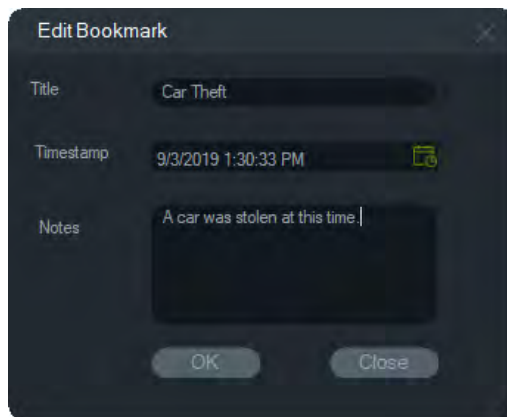 Edit Bookmark
Title
Car Theft
Timestamp
9/3/2019 1:30:33 PM
Notes
A car was stolen at this time.
OK
Close